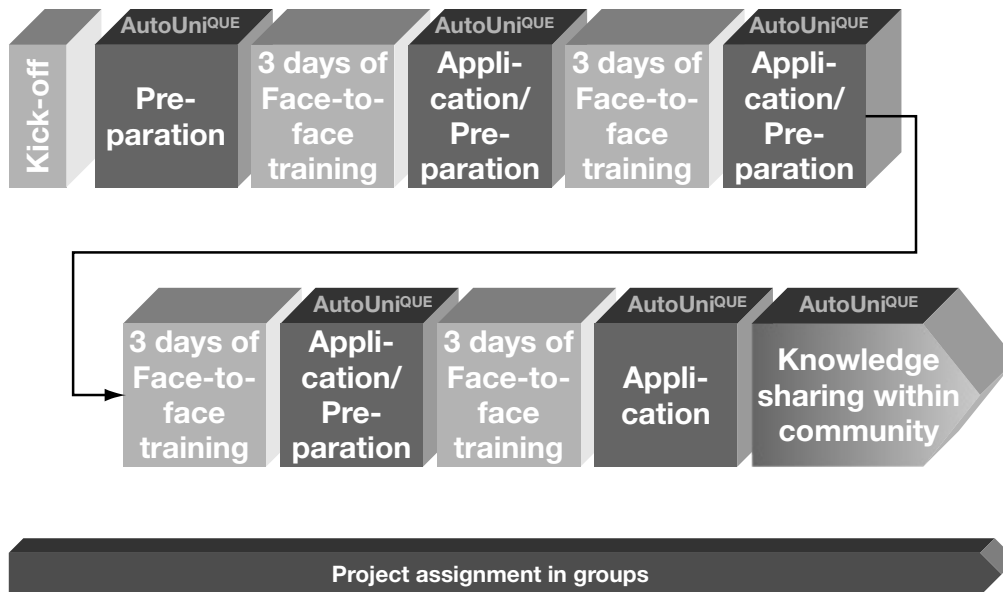 Kick-off
AutoUniQUE
Pre-
paration
3 days of
Face-to-
face
training
AutoUniQUE
Appli-
cation/
Pre-
paration
3 days of
Face-to-
face
training
AutoUniQUE
Appli-
cation/
Pre-
paration
3 days of
Face-to-
face
training
AutoUniQUE
Appli-
cation/
Pre-
paration
3 days of
Face-to-
face
training
AutoUniQUE
Appli-
cation
AutoUniQUE
Knowledge
sharing within
community
Project assignment in groups